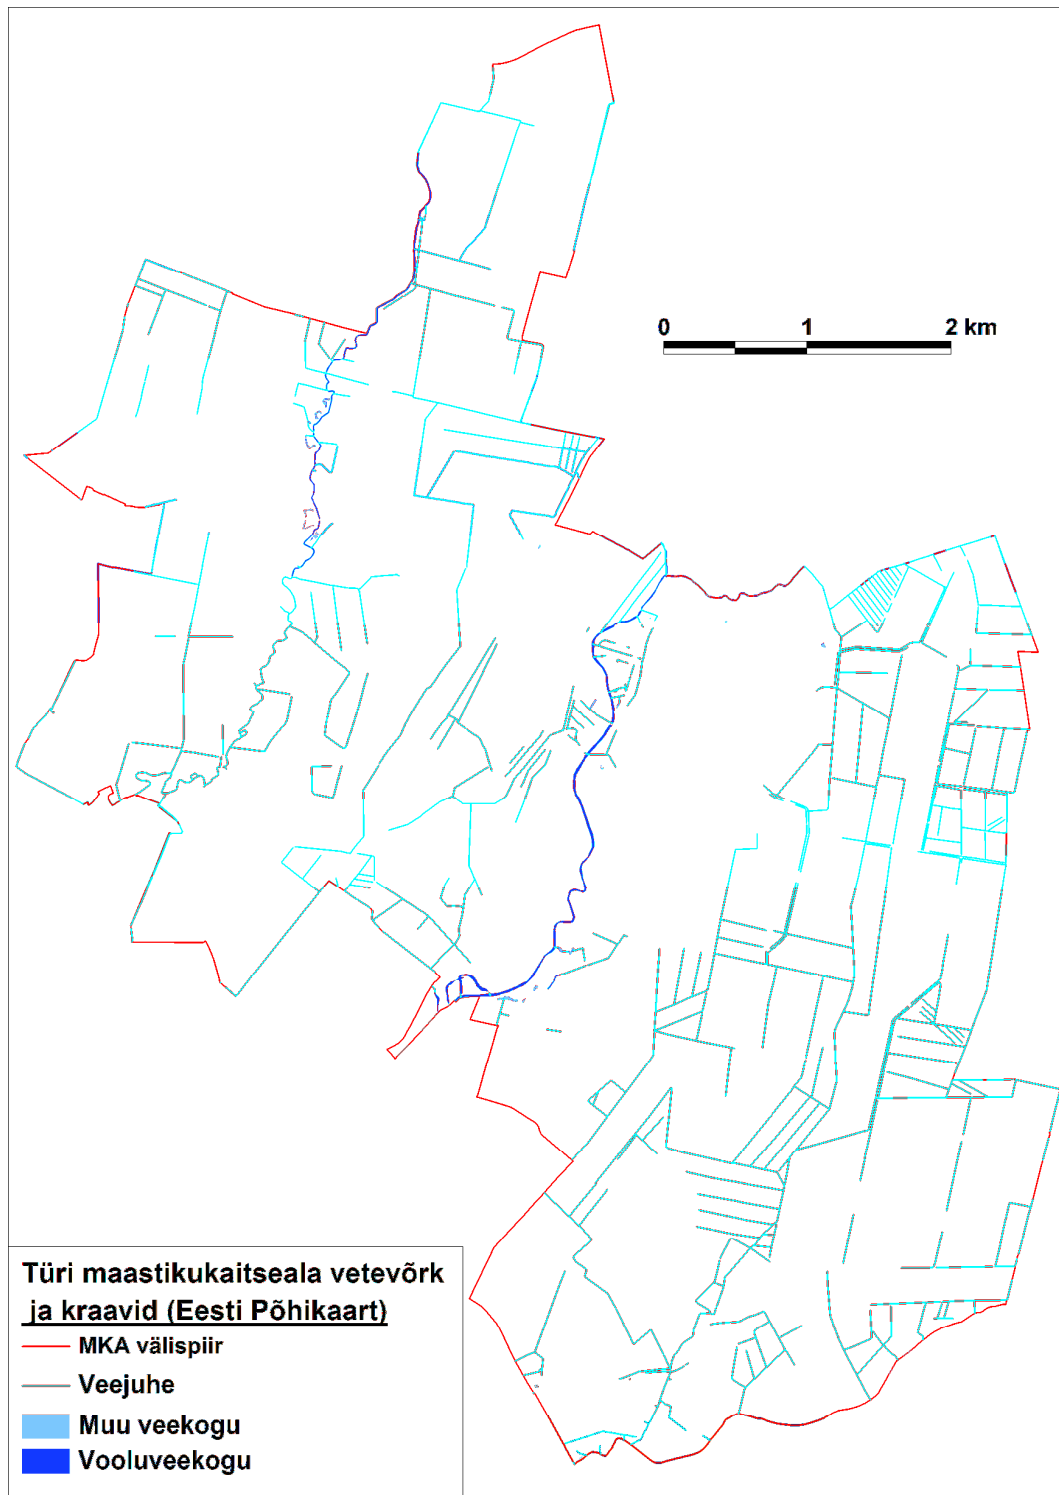 0 1 2 km
Türi maastikukaitseala vetevõrk
ja kraavid (Eesti Põhikaart)
MKA välispiir
Veejuhe
Muu veekogu
Vooluveekogu